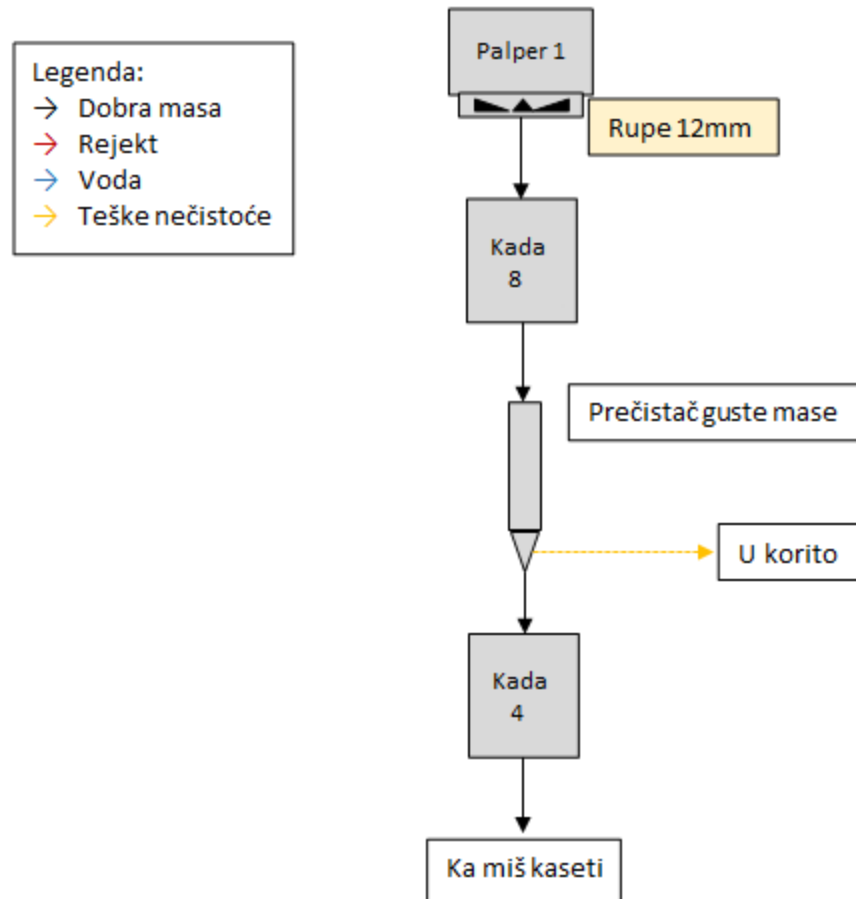 Legenda:
Dobra masa
Rejekt
Voda
Teške nečistoće
Palper 1
Rupe 12mm
Kada
8
Prečistač guste mase
U korito
Kada
4
Ka miš kaseti